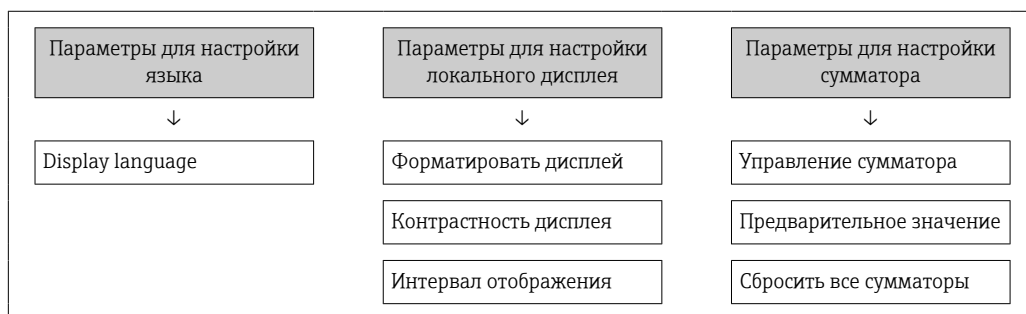 Параметры для настройки
языка
↓
Display language
Параметры для настройки
локального дисплея
↓
Форматировать дисплей
Контрастность дисплея
Интервал отображения
Параметры для настройки
сумматора
↓
Управление сумматора
Предварительное значение
Сбросить все сумматоры